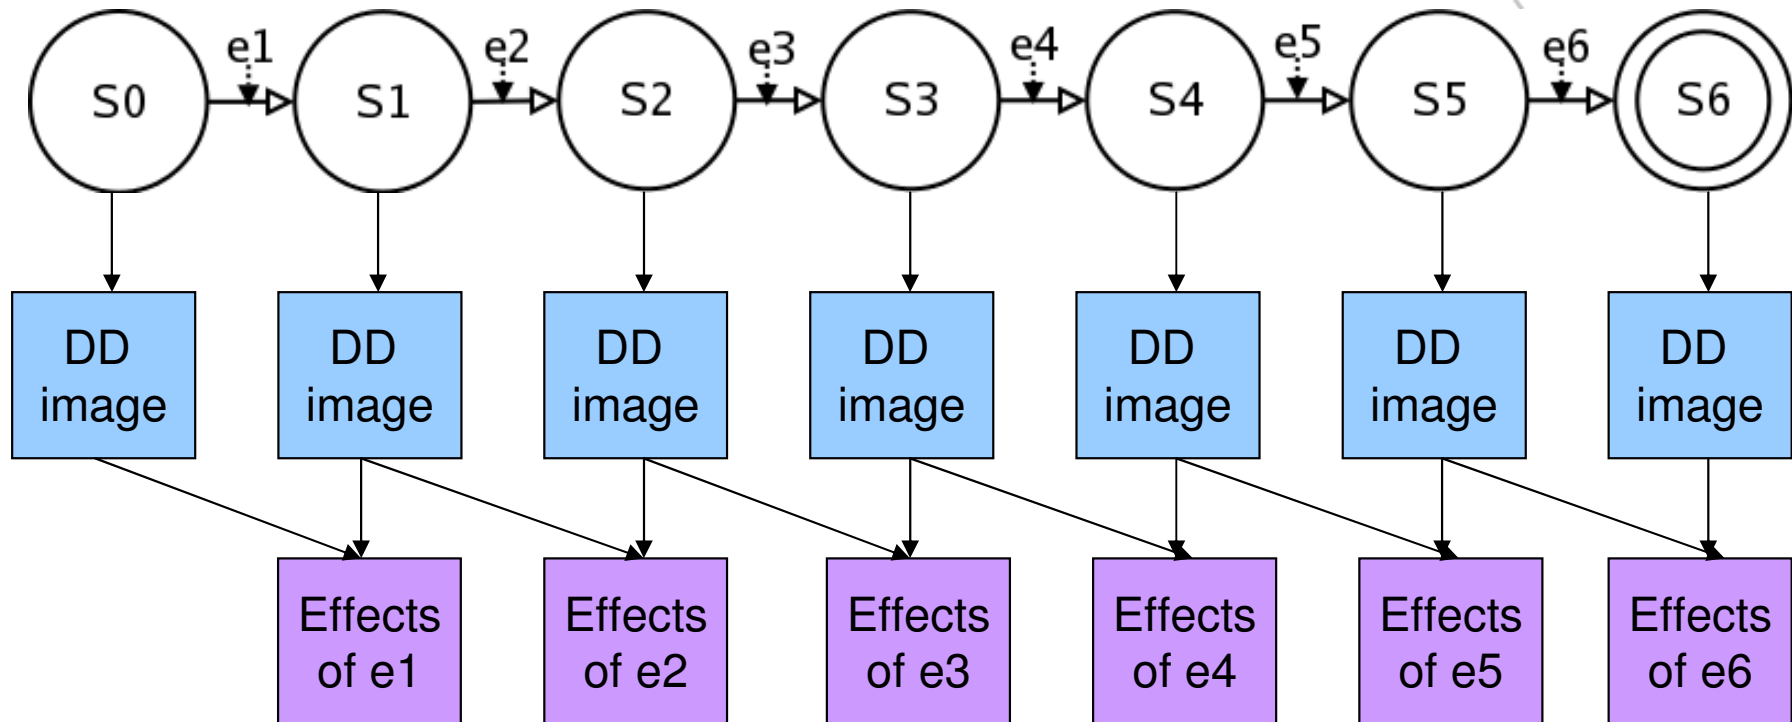 e1 e2 e3 e4 e5 e6
S0 S1 S2 S3 S4 S5 S6
DD DD DD DD DD DD DD
image image image image image image image
Effects Effects Effects Effects Effects Effects
of e1 of e2 of e3 of e4 of e5 of e6